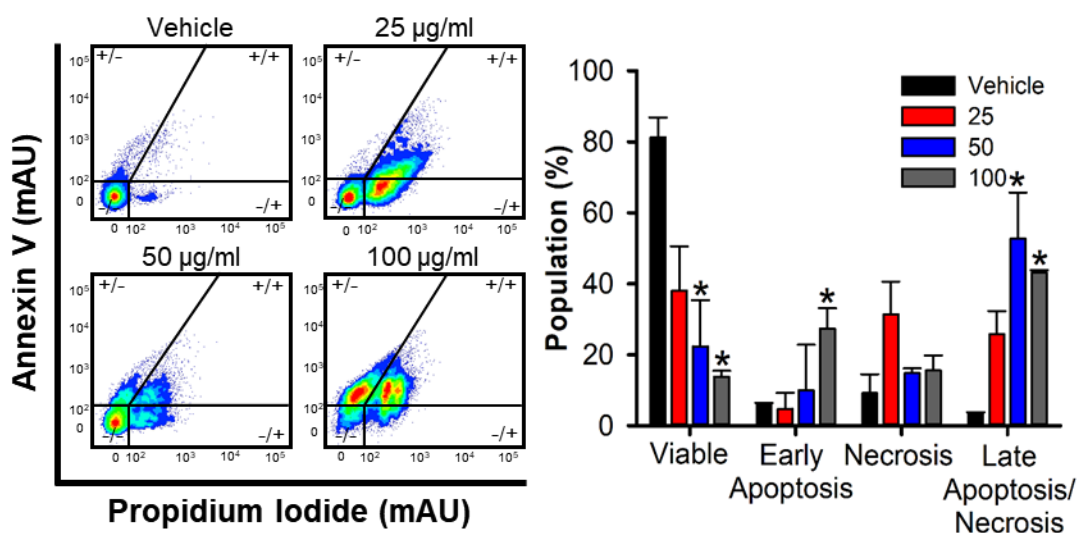 Vehicle
25 µg/ml
+/-
+/+
-/-
-/+
10⁵
10⁴
10³
10²
0
0 10² 10³ 10⁴ 10⁵
+/-
+/+
-/-
-/+
10⁵
10⁴
10³
10²
0
0 10² 10³ 10⁴ 10⁵
50 µg/ml
100 µg/ml
+/-
+/+
-/-
-/+
10⁵
10⁴
10³
10²
0
0 10² 10³ 10⁴ 10⁵
+/-
+/+
-/-
-/+
10⁵
10⁴
10³
10²
0
0 10² 10³ 10⁴ 10⁵
Annexin V (mAU)
Propidium Iodide (mAU)
Population (%)
100
80
60
40
20
0
Vehicle
25
50
100
*
*
*
*
*
Viable
Early
Apoptosis
Necrosis
Late
Apoptosis/
Necrosis